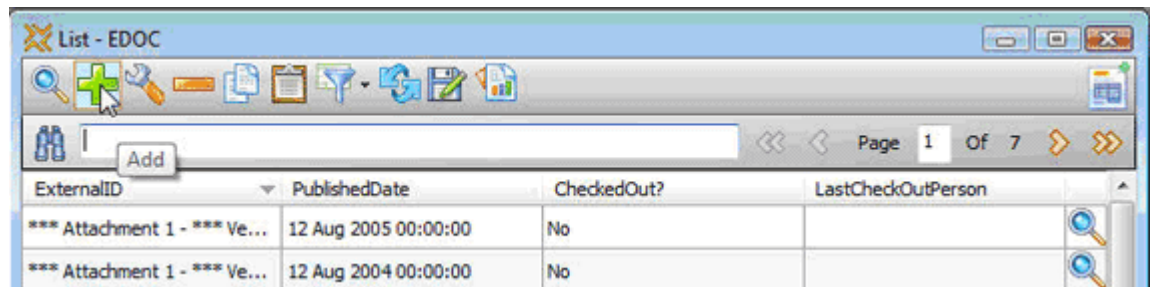 List - EDOC
Page 1 Of 7
Add
ExternalID PublishedDate CheckedOut? LastCheckOutPerson
*** Attachment 1 - *** Ve... 12 Aug 2005 00:00:00 No
*** Attachment 1 - *** Ve... 12 Aug 2004 00:00:00 No